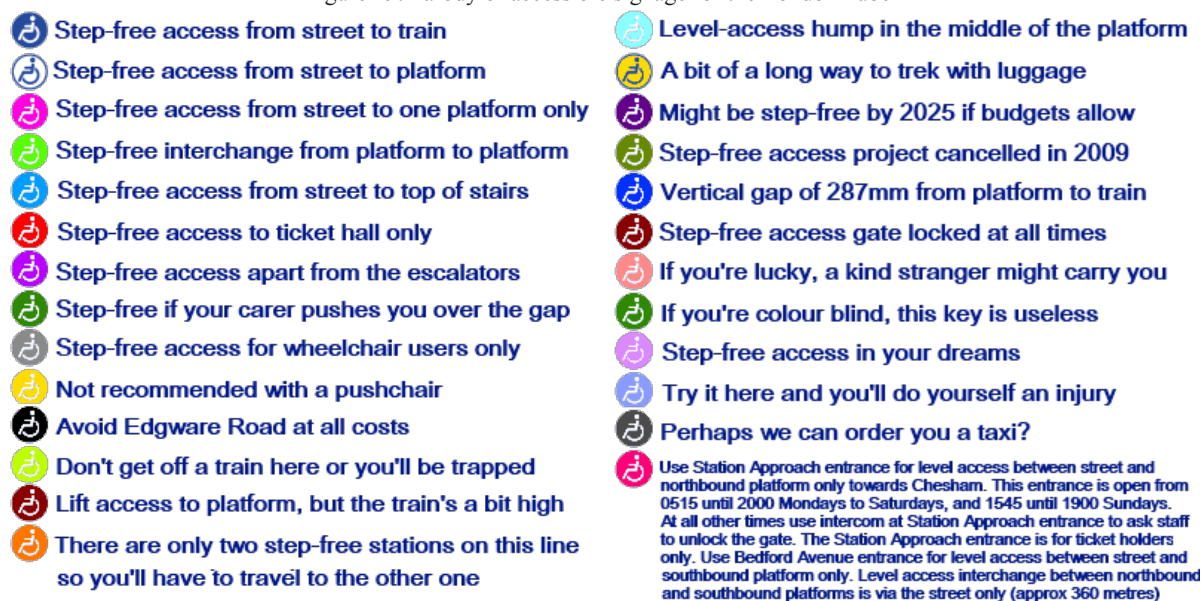 Step-free access from street to train
Step-free access from street to platform
Step-free access from street to one platform only
Step-free interchange from platform to platform
Step-free access from street to top of stairs
Step-free access to ticket hall only
Step-free access apart from the escalators
Step-free if your carer pushes you over the gap
Step-free access for wheelchair users only
Not recommended with a pushchair
Avoid Edgware Road at all costs
Don't get off a train here or you'll be trapped
Lift access to platform, but the train's a bit high
There are only two step-free stations on this line
so you'll have to travel to the other one
Level-access hump in the middle of the platform
A bit of a long way to trek with luggage
Might be step-free by 2025 if budgets allow
Step-free access project cancelled in 2009
Vertical gap of 287mm from platform to train
Step-free access gate locked at all times
If you're lucky, a kind stranger might carry you
If you're colour blind, this key is useless
Step-free access in your dreams
Try it here and you'll do yourself an injury
Perhaps we can order you a taxi?
Use Station Approach entrance for level access between street and
northbound platform only towards Chesham. This entrance is open from
0515 until 2000 Mondays to Saturdays, and 1545 until 1900 Sundays.
At all other times use intercom at Station Approach entrance to ask staff
to unlock the gate. The Station Approach entrance is for ticket holders
only. Use Bedford Avenue entrance for level access between street and
southbound platform only. Level access interchange between northbound
and southbound platforms is via the street only (approx 360 metres)